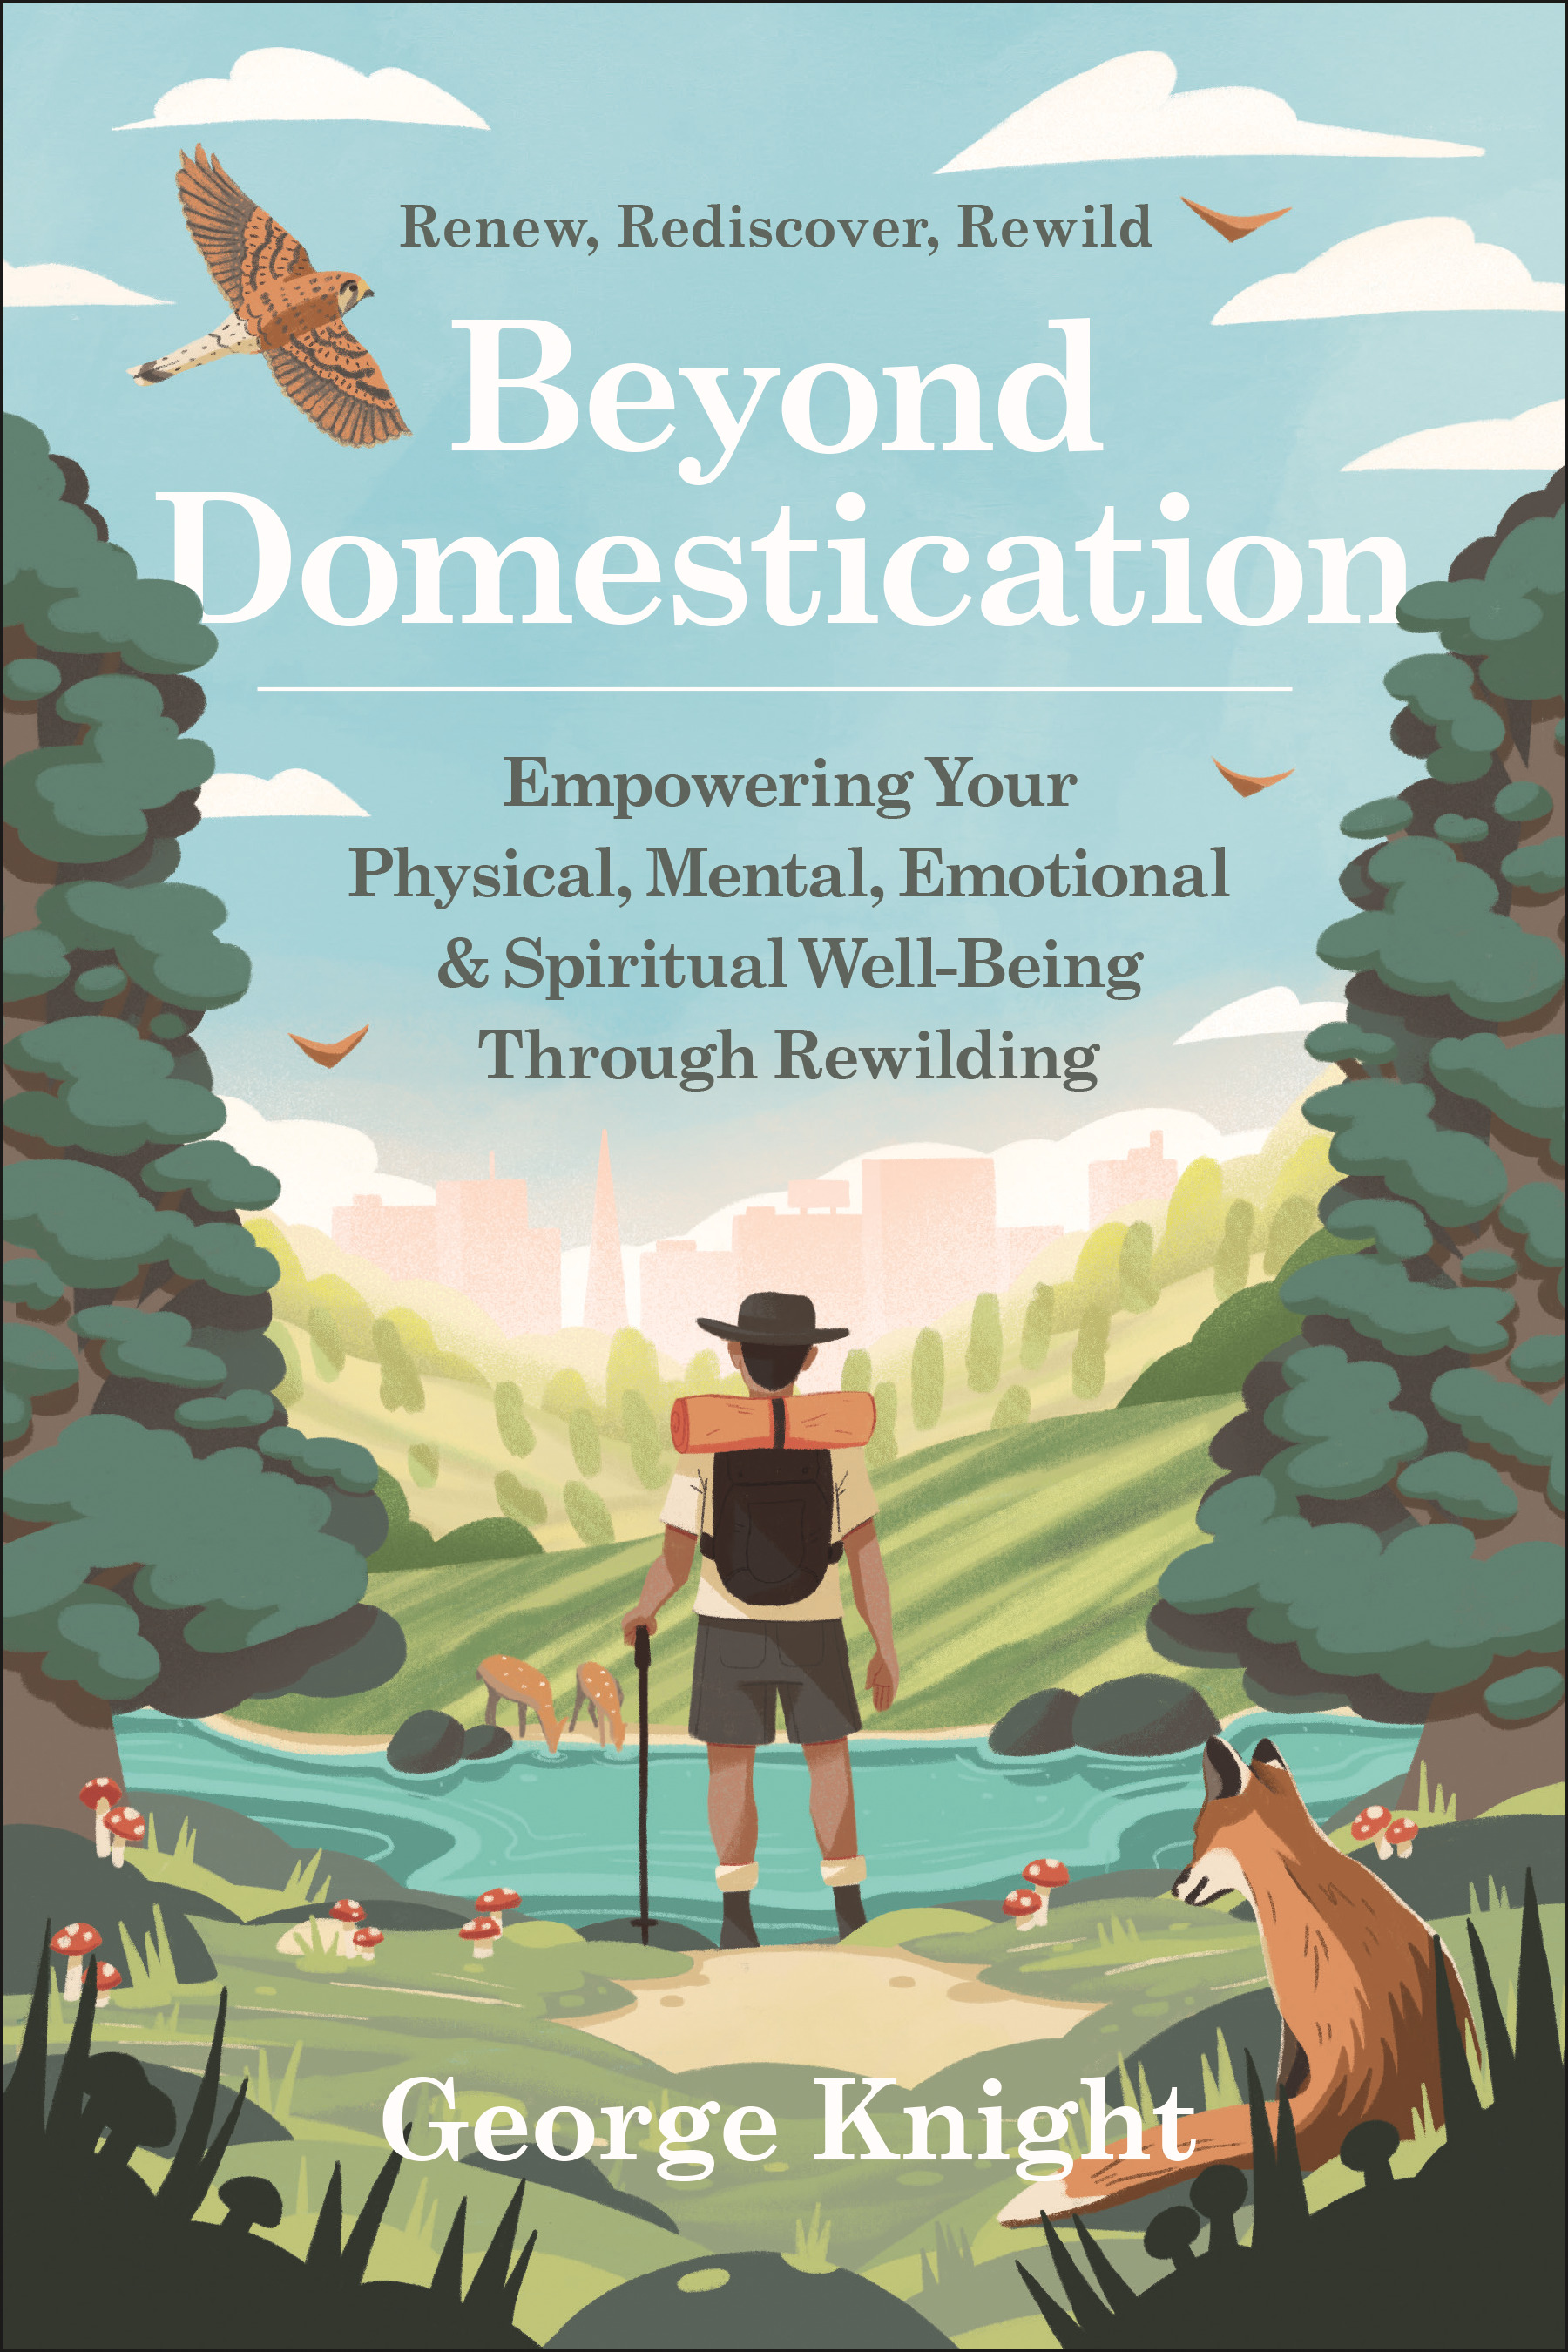 Renew, Rediscover, Rewild
Beyond
Domestication
Empowering Your
Physical, Mental, Emotional
& Spiritual Well-Being
Through Rewilding
George Knight